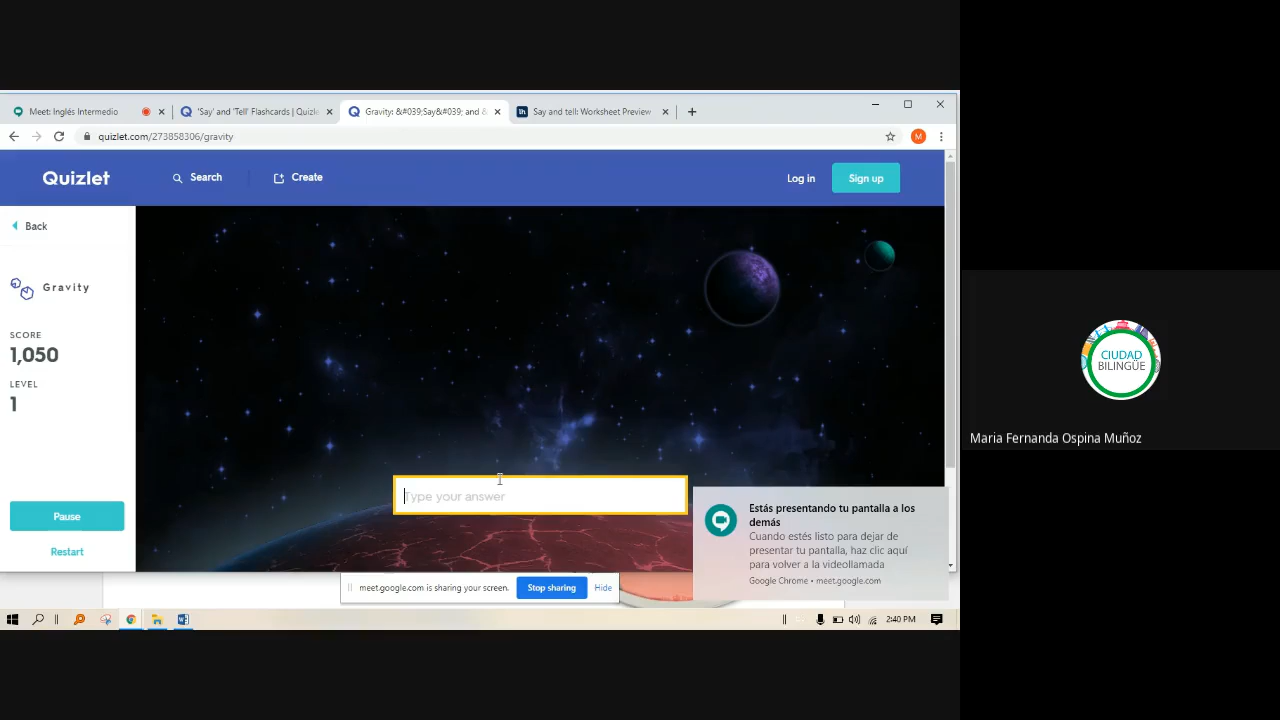 Meet: Inglés Intermedio
'Say' and 'Tell' Flashcards | Quizle
Gravity: &#039;Say&#039; and &
Say and tell: Worksheet Preview
quizlet.com/273858306/gravity
M
Quizlet
Search
Create
Log in
Sign up
Back
Gravity
SCORE
1,050
LEVEL
1
Pause
Restart
Type your answer
Estás presentando tu pantalla a los
demás
Cuando estés listo para dejar de
presentar tu pantalla, haz clic aquí
para volver a la videollamada
Google Chrome • meet.google.com
meet.google.com is sharing your screen.
Stop sharing
Hide
2:40 PM
CIUDAD
BILINGÜE
Maria Fernanda Ospina Muñoz